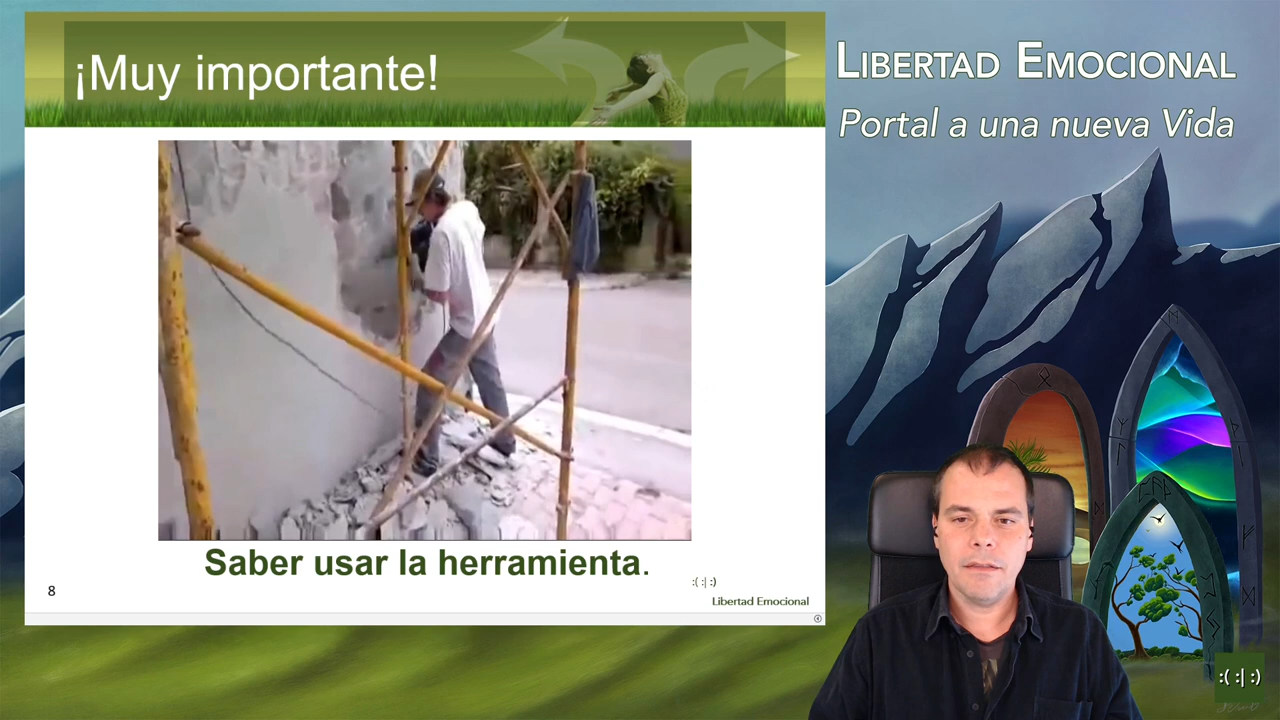 ¡Muy importante!
Saber usar la herramienta.
8
:( :| :)
Libertad Emocional
LIBERTAD EMOCIONAL
Portal a una nueva Vida
:( :| :)